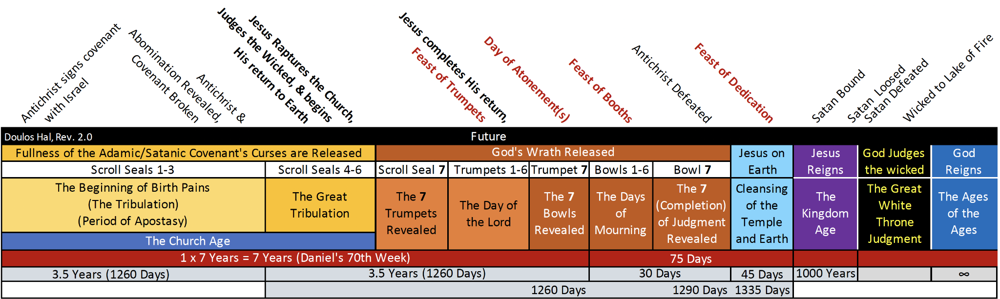 Antichrist signs covenant
with Israel
Abomination Revealed,
Covenant Broken
Antichrist &
Jesus Raptures the Church,
Judges the Wicked, & begins
His return to Earth
Jesus completes His return,
Feast of Trumpets
Day of Atonement(s)
Feast of Booths
Antichrist Defeated
Feast of Dedication
Satan Bound
Satan Loosed
Satan Defeated
Wicked to Lake of Fire
Doulos Hal, Rev. 2.0
Future
Fullness of the Adamic/Satanic Covenant's Curses are Released
God's Wrath Released
Jesus on
Earth
Jesus
Reigns
God Judges
the wicked
God
Reigns
Scroll Seals 1-3
Scroll Seals 4-6
Scroll Seal 7
Trumpets 1-6
Trumpet 7
Bowls 1-6
Bowl 7
The Beginning of Birth Pains
(The Tribulation)
(Period of Apostasy)
The Great
Tribulation
The 7
Trumpets
Revealed
The Day of
the Lord
The 7
Bowls
Revealed
The Days
of
Mourning
The 7
(Completion)
of Judgment
Revealed
Cleansing
of the
Temple
and Earth
The
Kingdom
Age
The Great
White
Throne
Judgment
The Ages
of the
Ages
The Church Age
1 x 7 Years = 7 Years (Daniel's 70th Week)
75 Days
3.5 Years (1260 Days)
3.5 Years (1260 Days)
30 Days
45 Days
1000 Years
∞
1260 Days
1290 Days
1335 Days